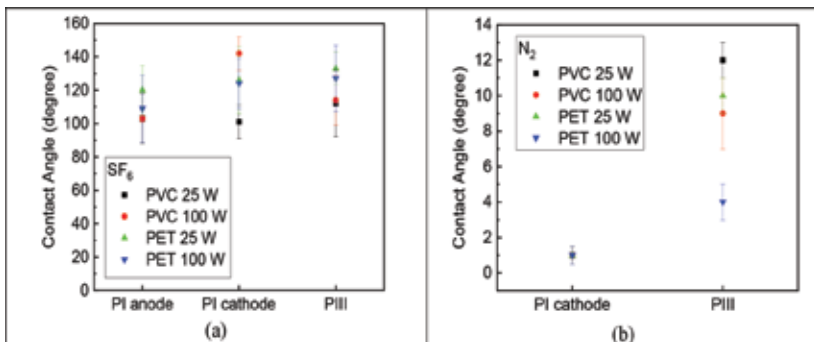 160
140
120
100
80
60
40
20
0
Contact Angle (degree)
SF6
PVC 25 W
PVC 100 W
PET 25 W
PET 100 W
PI anode PI cathode PIII
(a)
14
12
10
8
6
4
2
0
Contact Angle (degree)
N2
PVC 25 W
PVC 100 W
PET 25 W
PET 100 W
PI cathode PIII
(b)